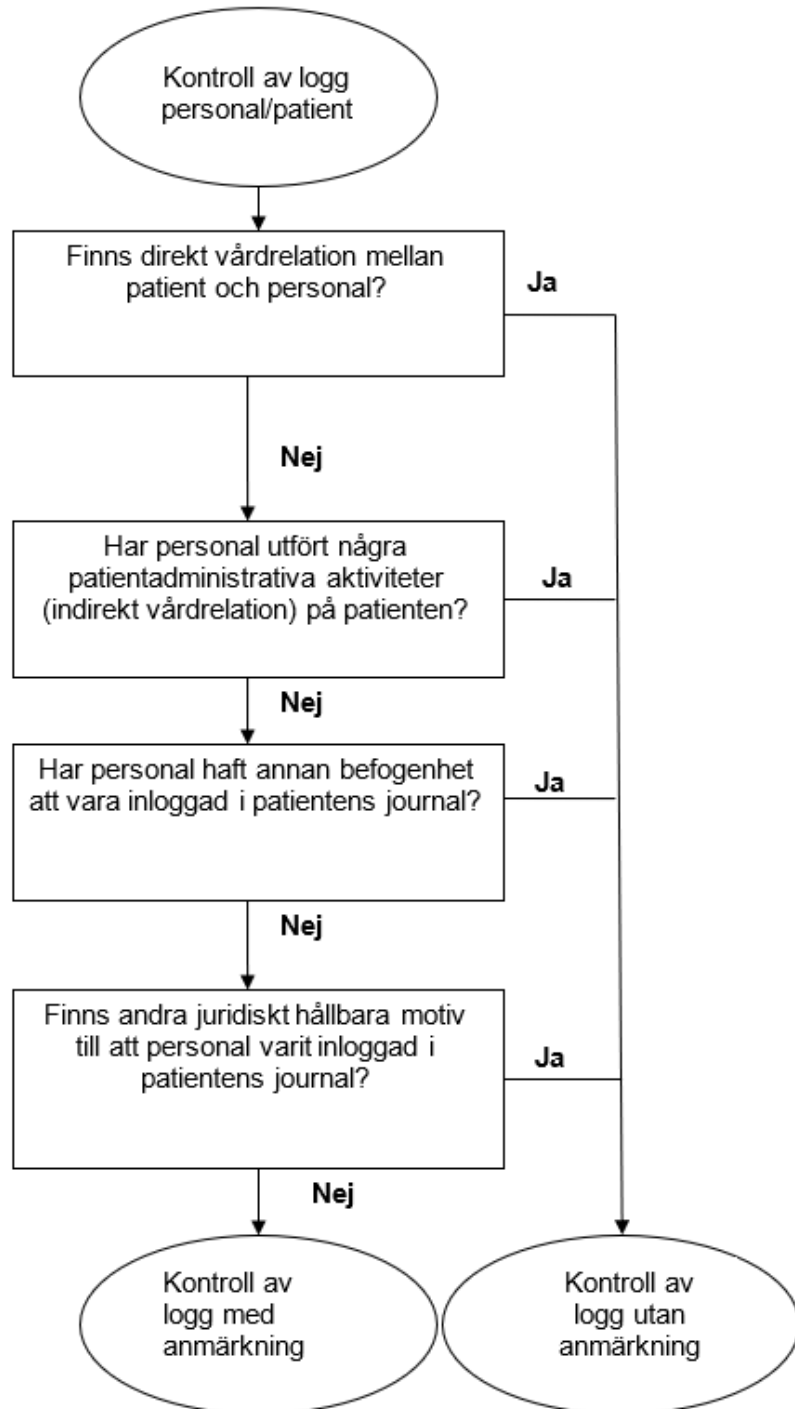 Kontroll av logg
personal/patient
Finns direkt vårdrelation mellan
patient och personal?
Ja
Nej
Har personal utfört några
patientadministrativa aktiviteter
(indirekt vårdrelation) på patienten?
Ja
Nej
Har personal haft annan befogenhet
att vara inloggad i patientens journal?
Ja
Nej
Finns andra juridiskt hållbara motiv
till att personal varit inloggad i
patientens journal?
Ja
Nej
Kontroll av
logg med
anmärkning
Kontroll av
logg utan
anmärkning